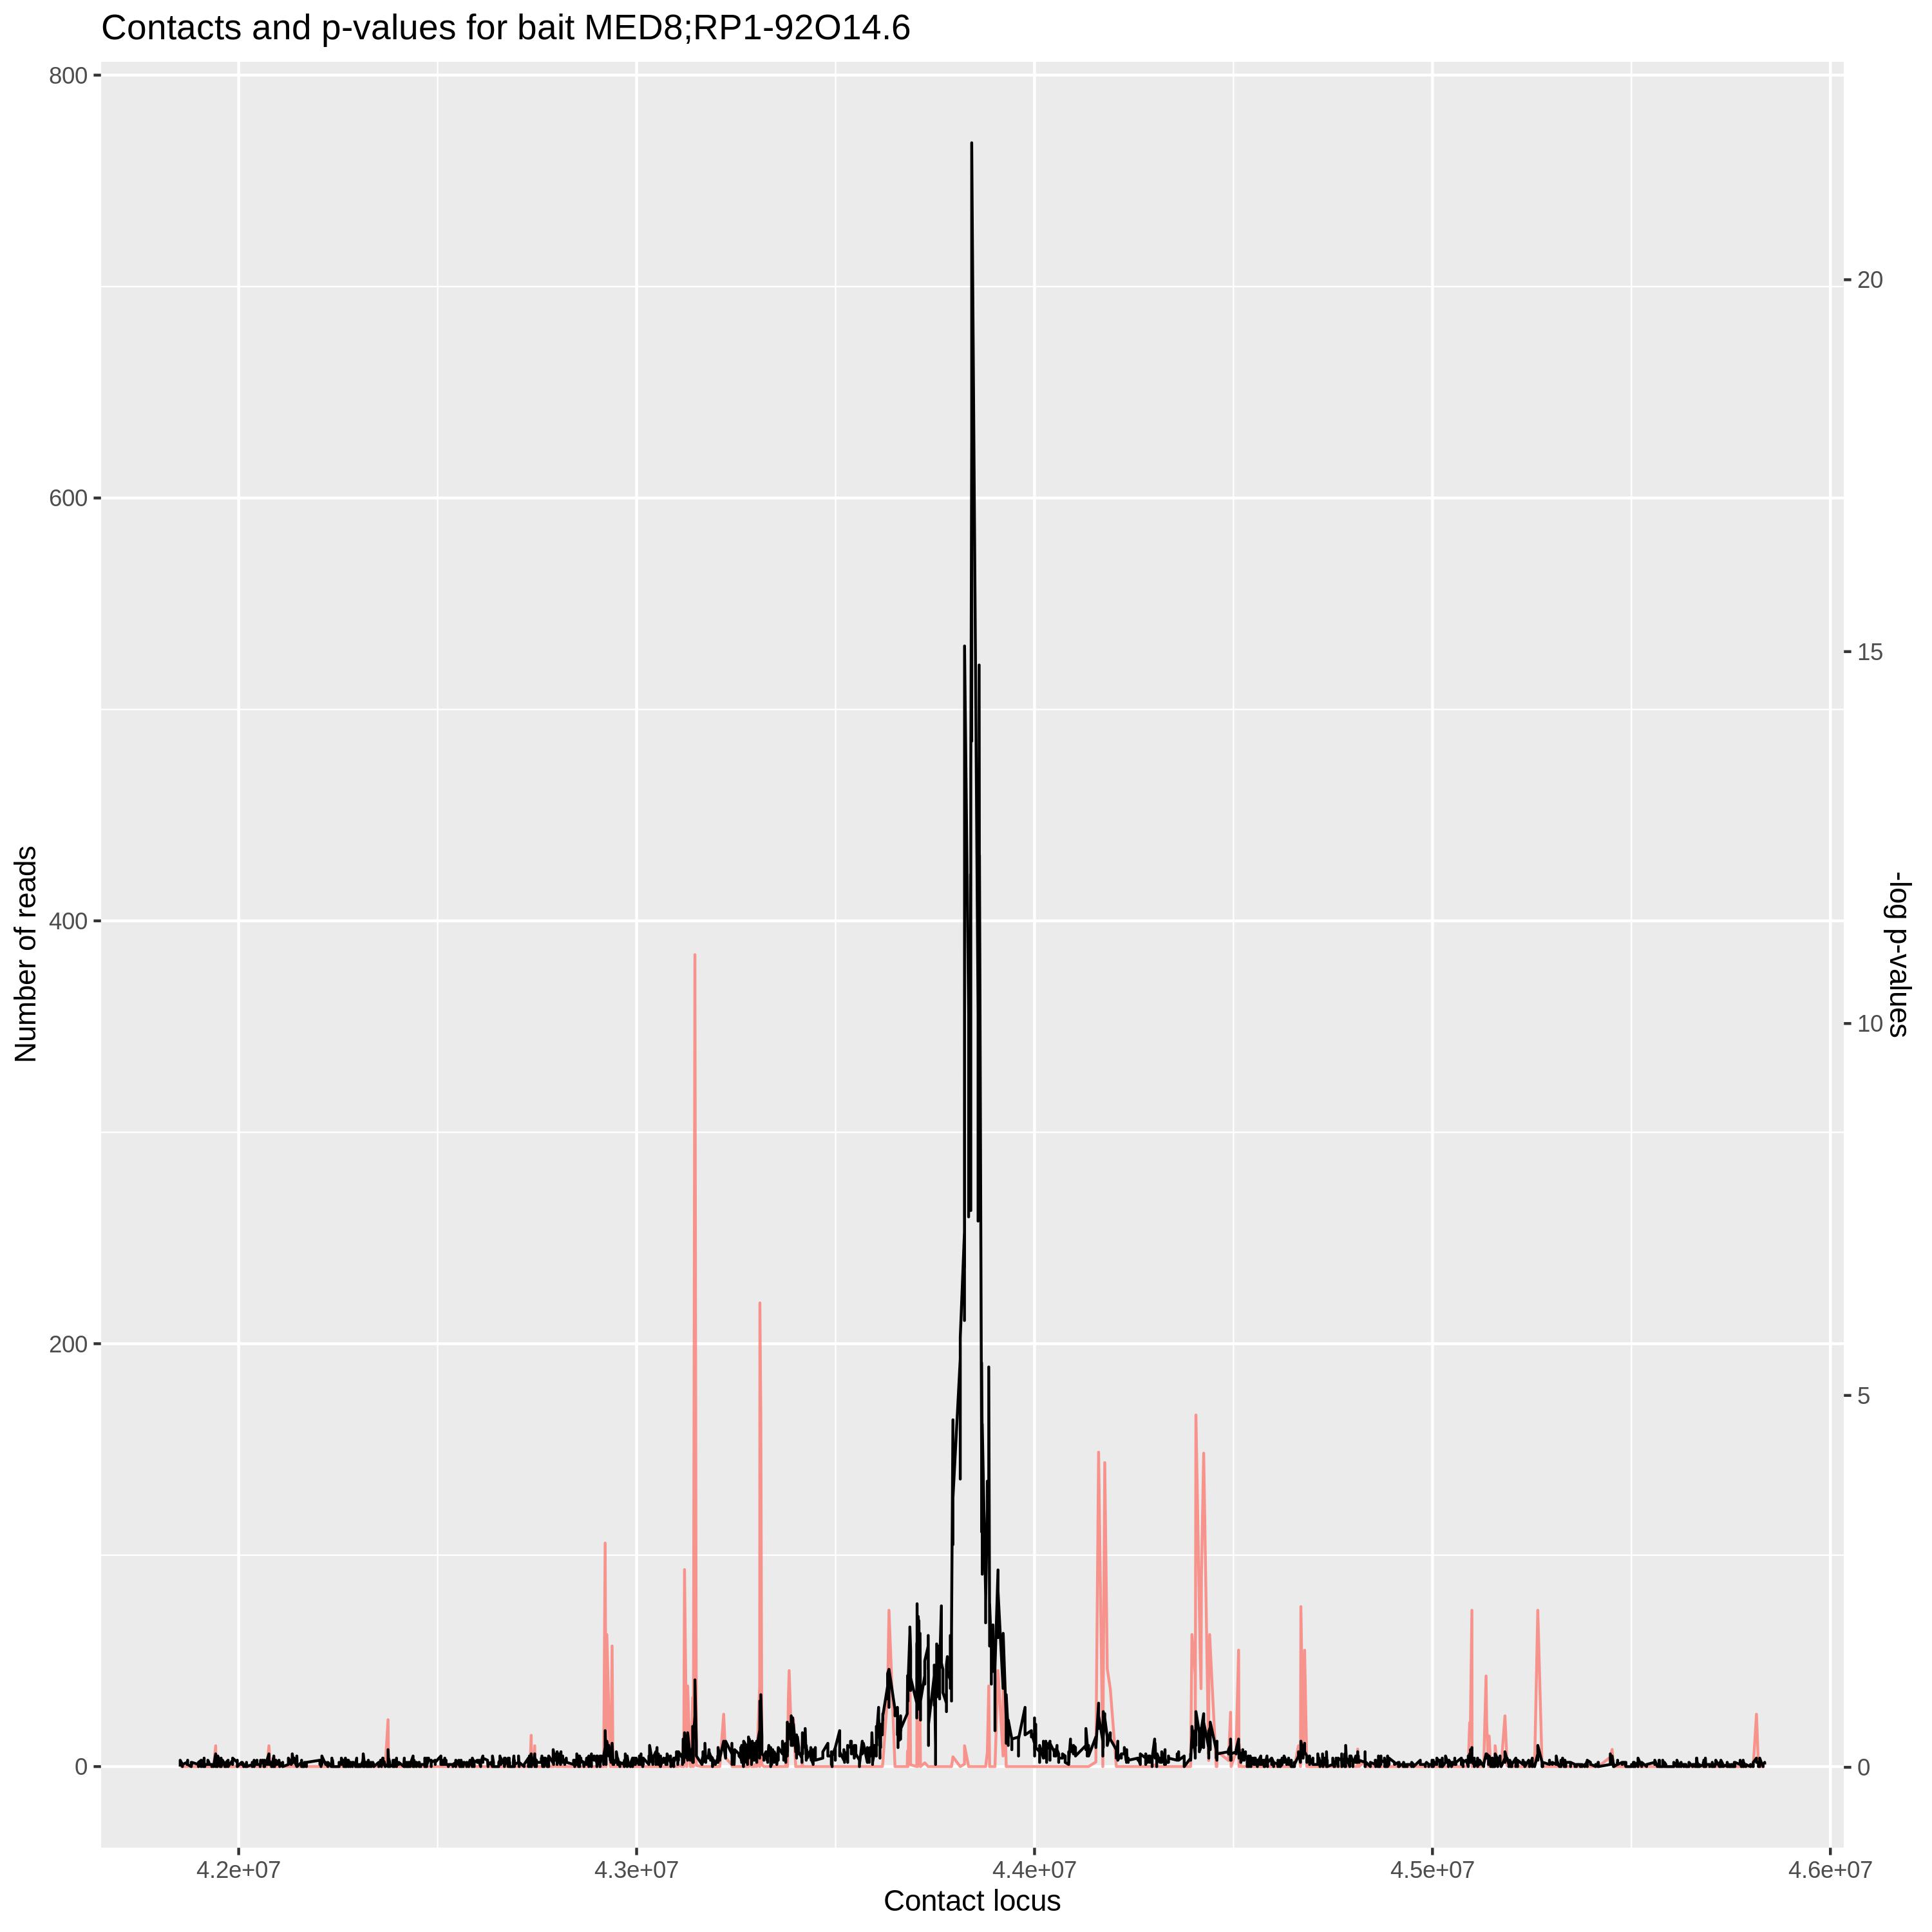 Contacts and p-values for bait MED8;RP1-92O14.6
800
600
400
200
0
Number of reads
20
15
10
5
0
-log p-values
4.2e+07
4.3e+07
4.4e+07
4.5e+07
4.6e+07
Contact locus